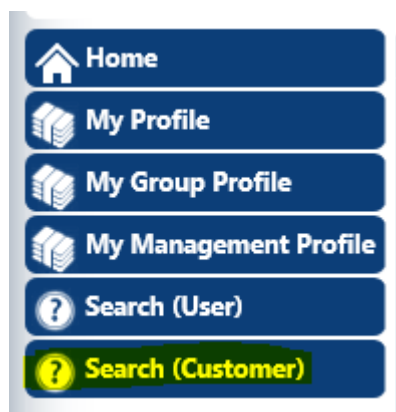 Home
My Profile
My Group Profile
My Management Profile
? Search (User)
? Search (Customer)